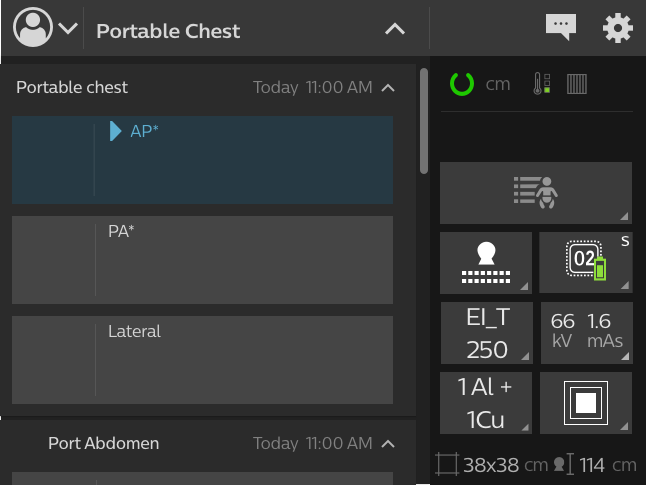 Portable Chest
Portable chest Today 11:00 AM
AP*
PA*
Lateral
Port Abdomen Today 11:00 AM
cm
02 S
EI_T
250
66 1.6
kV mAs
1 Al +
1Cu
38x38 cm 114 cm